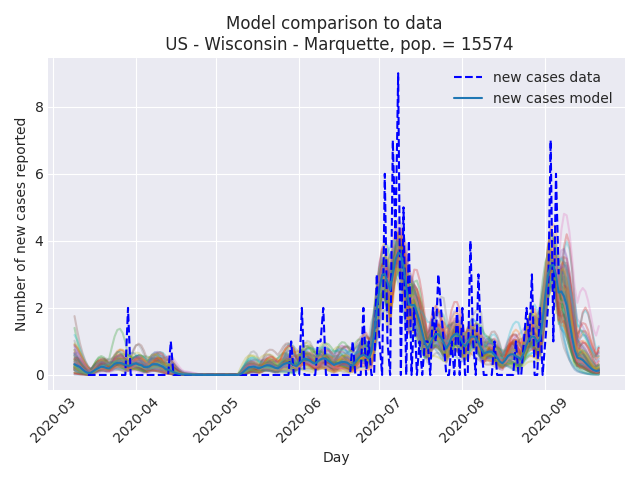 Model comparison to data
US - Wisconsin - Marquette, pop. = 15574
new cases data
new cases model
Number of new cases reported
8
6
4
2
0
2020-03
2020-04
2020-05
2020-06
2020-07
2020-08
2020-09
Day